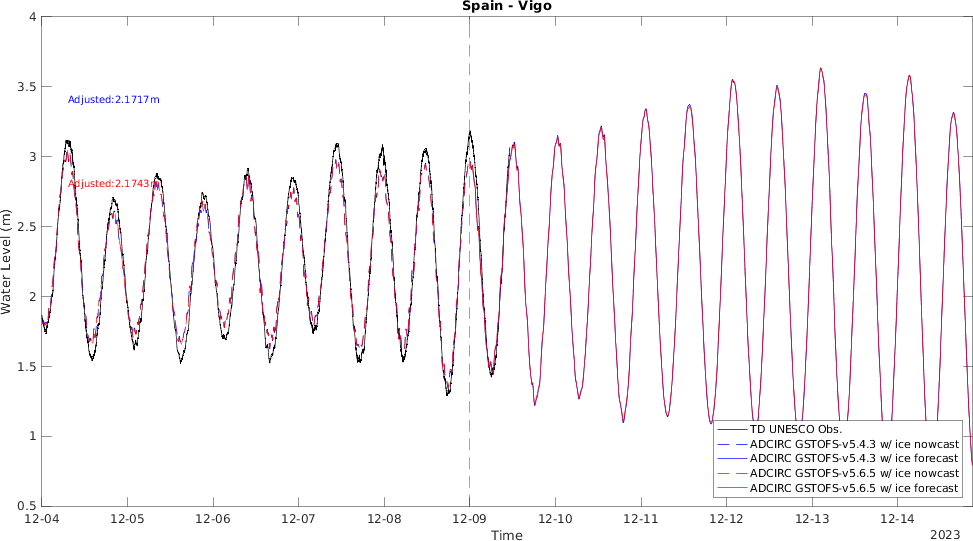 Spain - Vigo
4
3.5
3
2.5
2
1.5
1
0.5
Water Level (m)
Adjusted:2.1717m
Adjusted:2.1743m
TD UNESCO Obs.
ADCIRC GSTOFS-v5.4.3 w/ ice nowcast
ADCIRC GSTOFS-v5.4.3 w/ ice forecast
ADCIRC GSTOFS-v5.6.5 w/ ice nowcast
ADCIRC GSTOFS-v5.6.5 w/ ice forecast
12-04 12-05 12-06 12-07 12-08 12-09 12-10 12-11 12-12 12-13 12-14
Time
2023